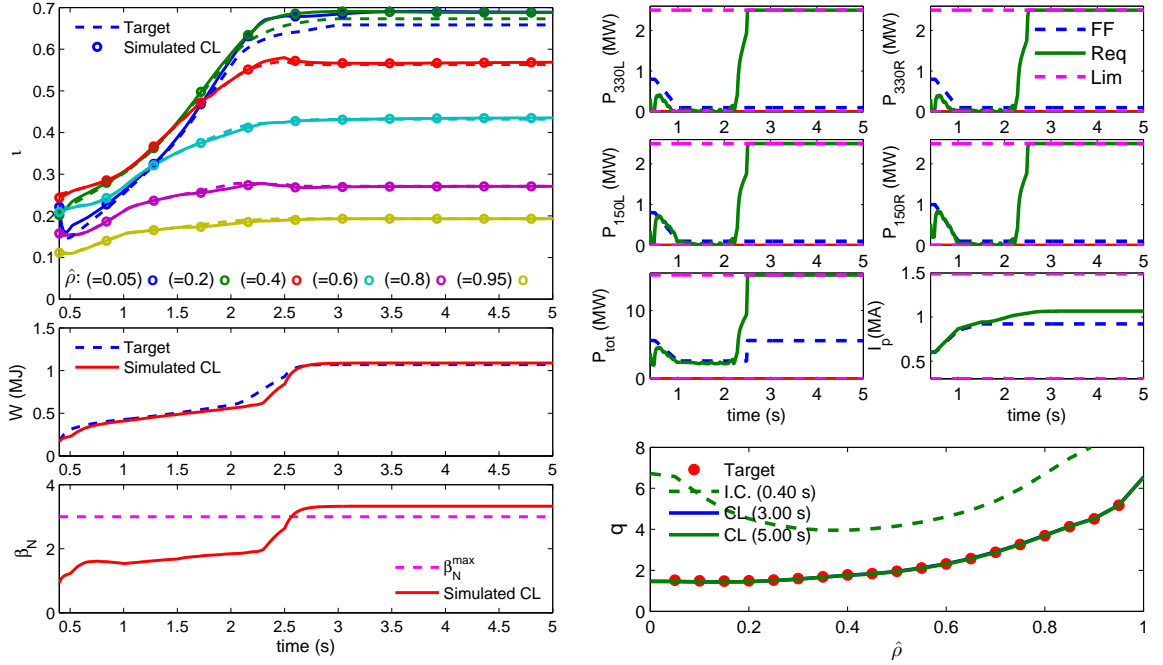 0.7
0.6
0.5
0.4
0.3
0.2
0.1
0
ι
Target
Simulated CL
ρ̂: (=0.05) o (=0.2) o (=0.4) o (=0.6) o (=0.8) o (=0.95) o
0.5 1 1.5 2 2.5 3 3.5 4 4.5 5
1.5
1
0.5
0
W (MJ)
Target
Simulated CL
0.5 1 1.5 2 2.5 3 3.5 4 4.5 5
4
3
2
1
0
β_N
β_N^max
Simulated CL
0.5 1 1.5 2 2.5 3 3.5 4 4.5 5
time (s)
P_330L (MW)
2
1
0
1 2 3 4 5
P_330R (MW)
2
1
0
FF
Req
Lim
1 2 3 4 5
P_150L (MW)
2
1
0
1 2 3 4 5
P_150R (MW)
2
1
0
1 2 3 4 5
P_tot (MW)
10
0
1 2 3 4 5
time (s)
I_p(MA)
1.5
1
0.5
1 2 3 4 5
time (s)
8
6
4
2
0
q
Target
I.C. (0.40 s)
CL (3.00 s)
CL (5.00 s)
0 0.2 0.4 0.6 0.8 1
ρ̂